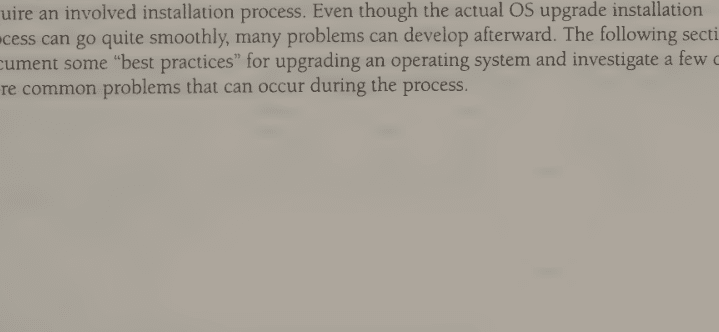 uire an involved installation process. Even though the actual OS upgrade installation
ocess can go quite smoothly, many problems can develop afterward. The following secti
cument some “best practices” for upgrading an operating system and investigate a few o
re common problems that can occur during the process.